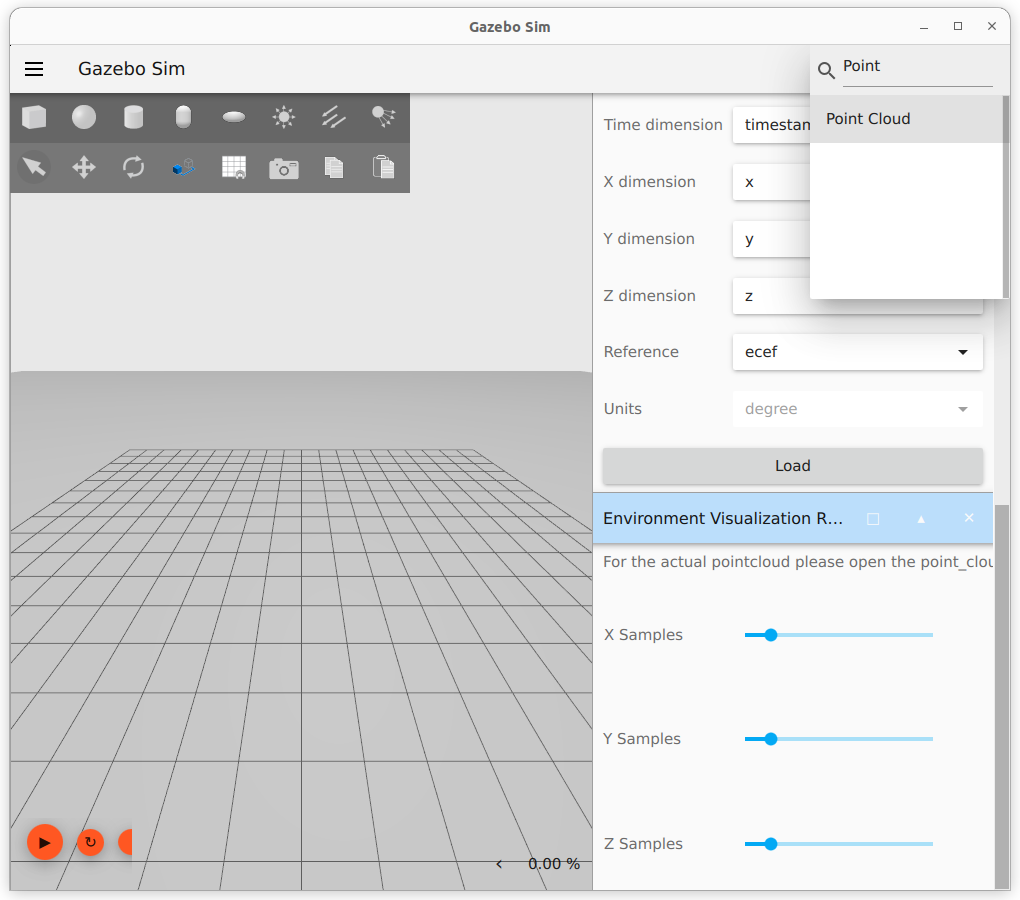 Gazebo Sim
Gazebo Sim
Point
Point Cloud
Time dimension
timestam
X dimension
x
Y dimension
y
Z dimension
z
Reference
ecef
Units
degree
Load
Environment Visualization R...
For the actual pointcloud please open the point_clou
X Samples
Y Samples
Z Samples
0.00 %